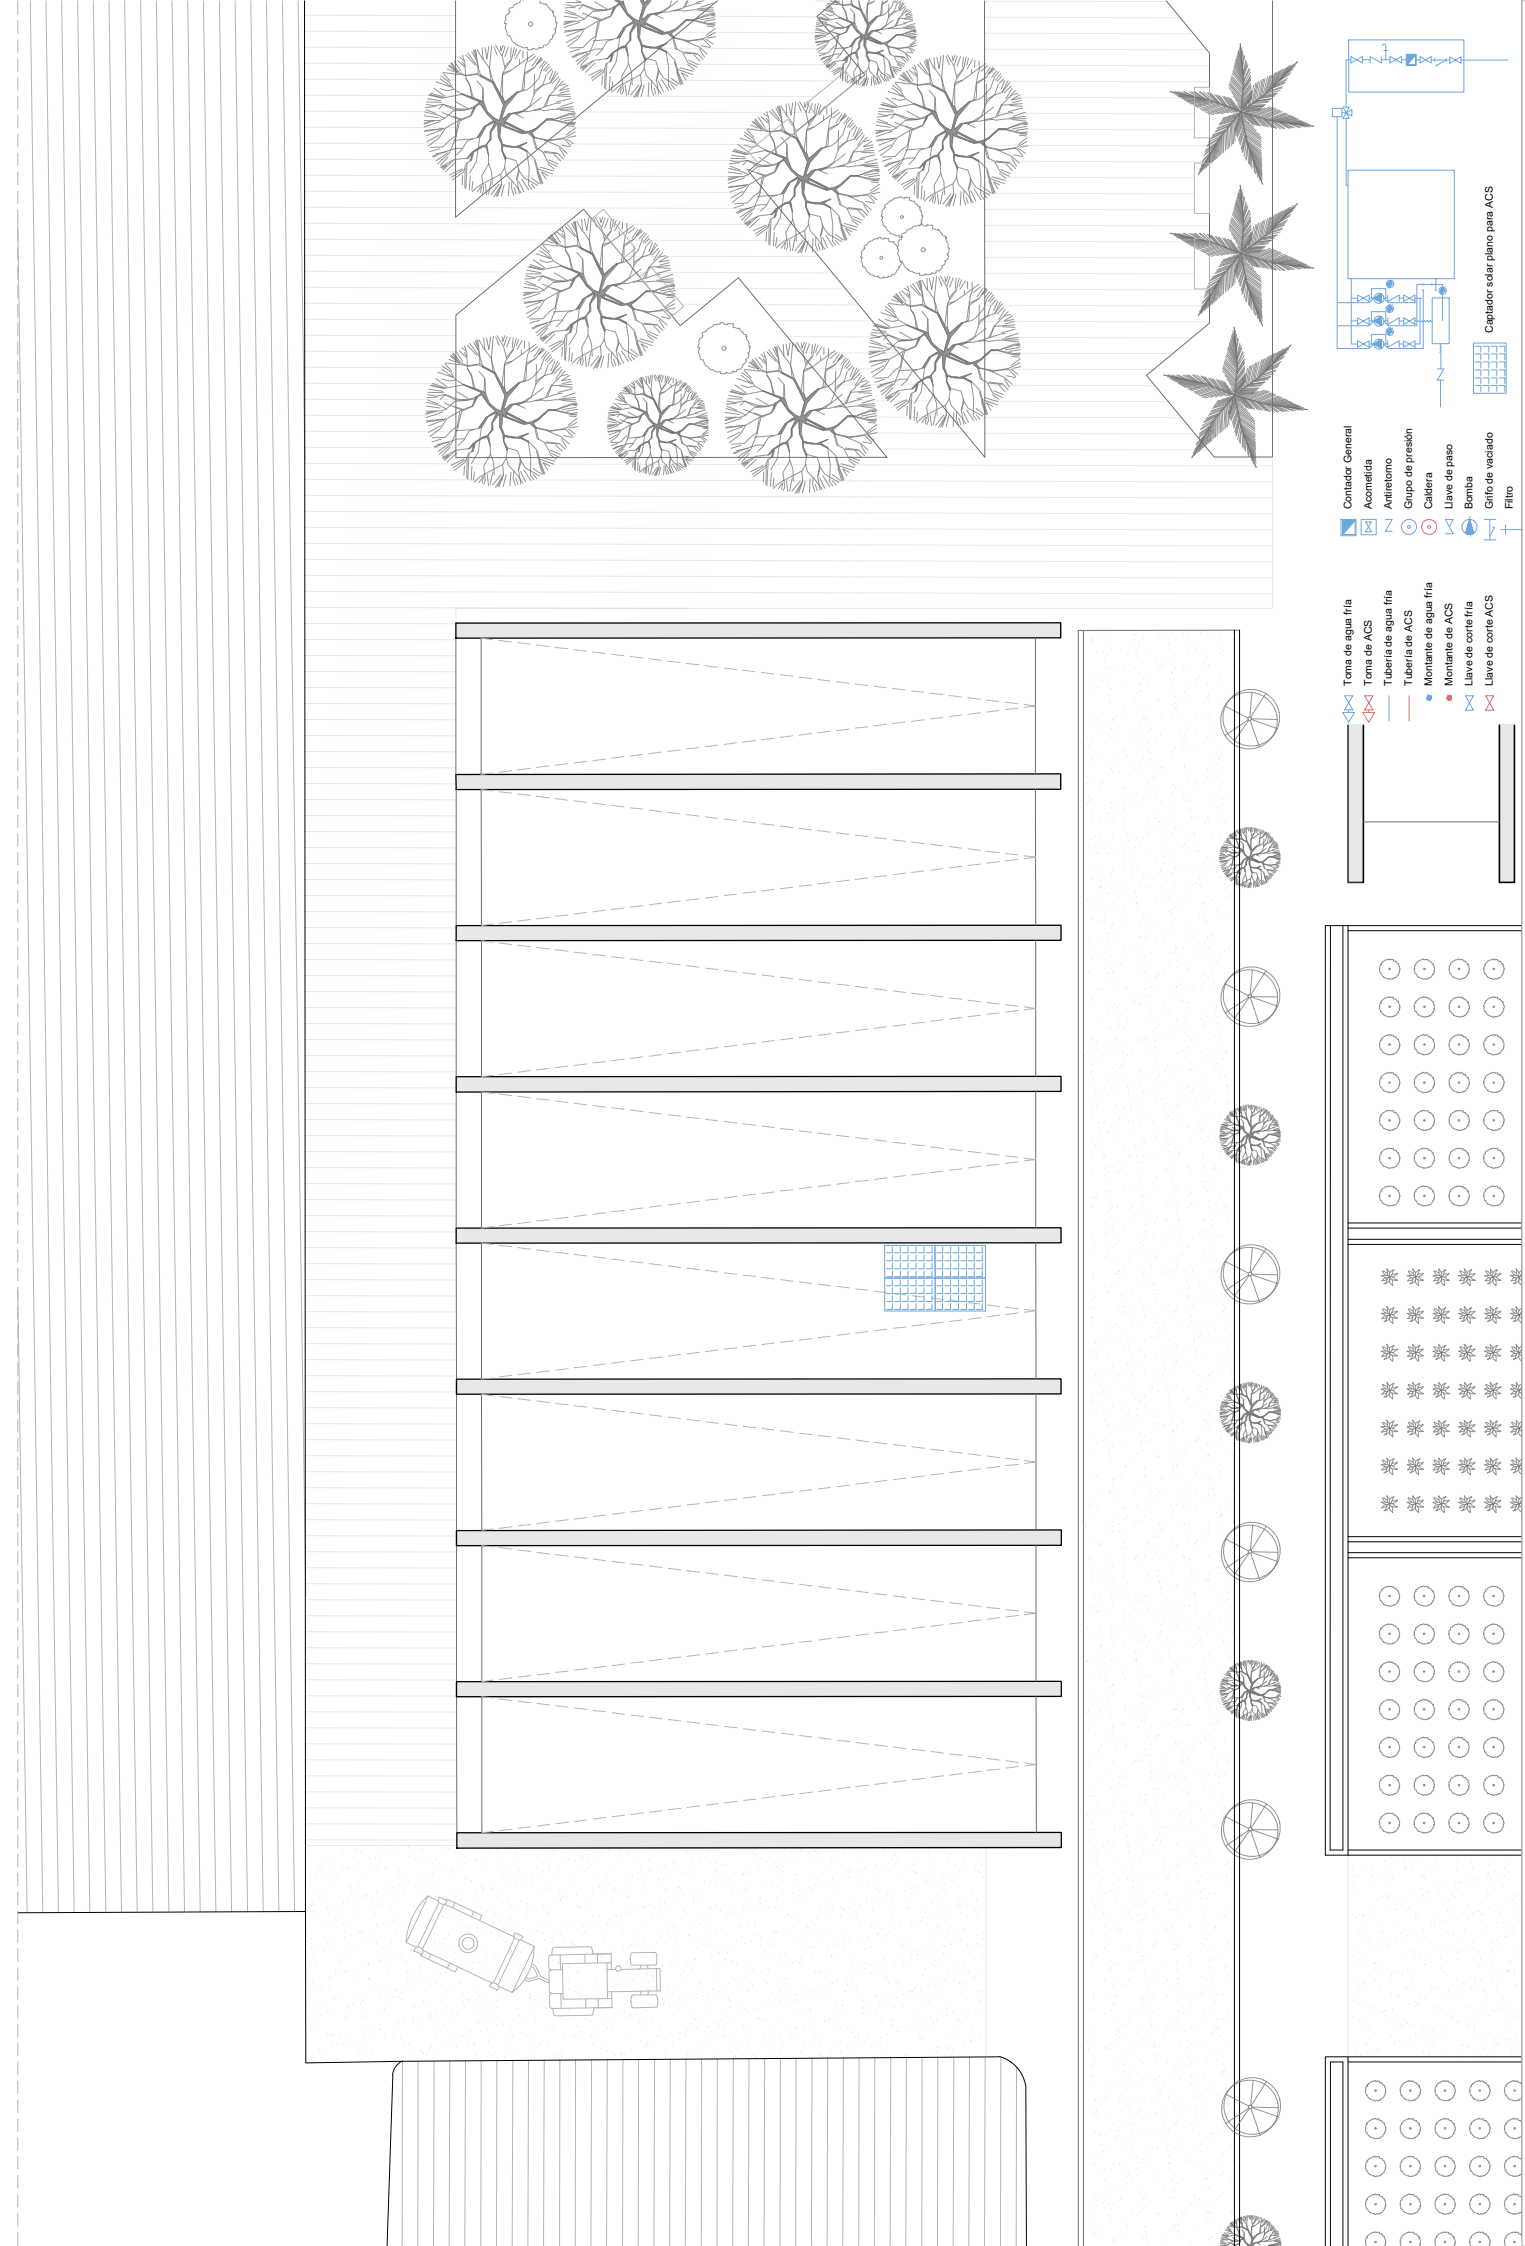 Toma de agua fría
Toma de ACS
Tubería de agua fría
Tubería de ACS
Montante de agua fría
Montante de ACS
Llave de corte fría
Llave de corte ACS
Contador General
Acometida
Antiretorno
Grupo de presión
Caldera
Llave de paso
Bomba
Grifo de vaciado
Filtro
Captador solar plano para ACS